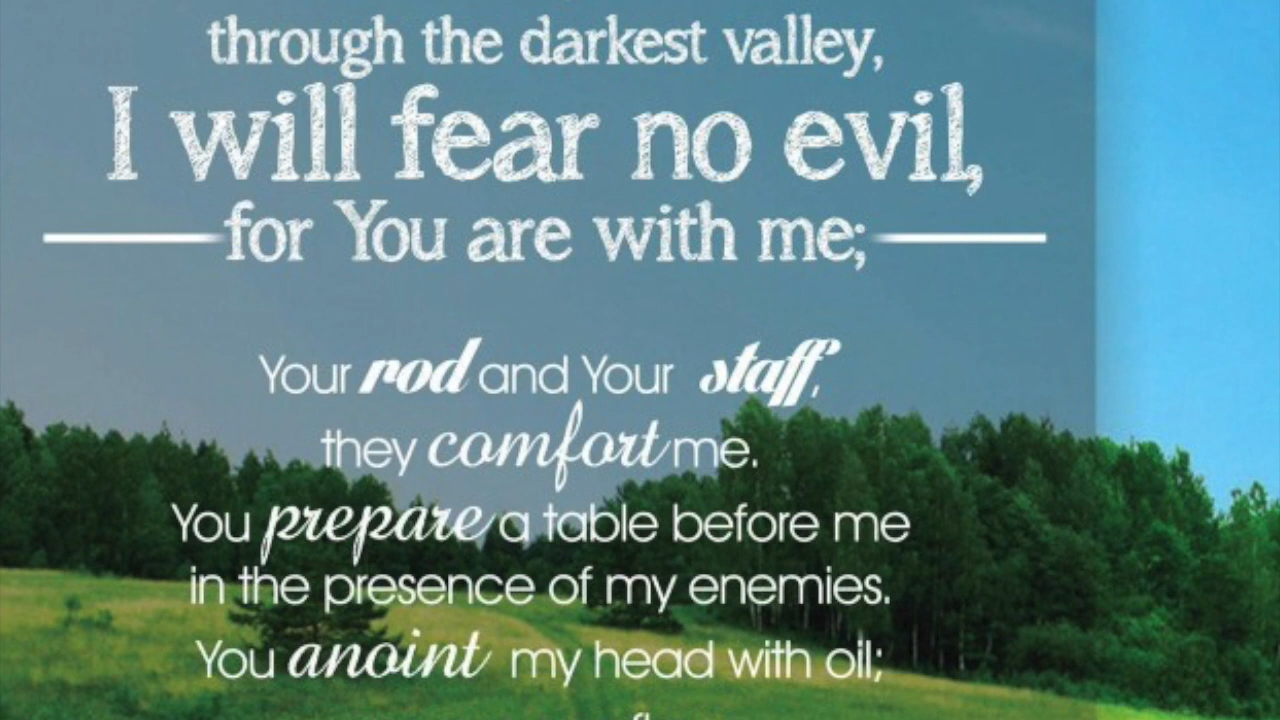 through the darkest valley,
I will fear no evil,
for You are with me;
Your rod and Your staff,
they comfort me.
You prepare a table before me
in the presence of my enemies.
You anoint my head with oil;